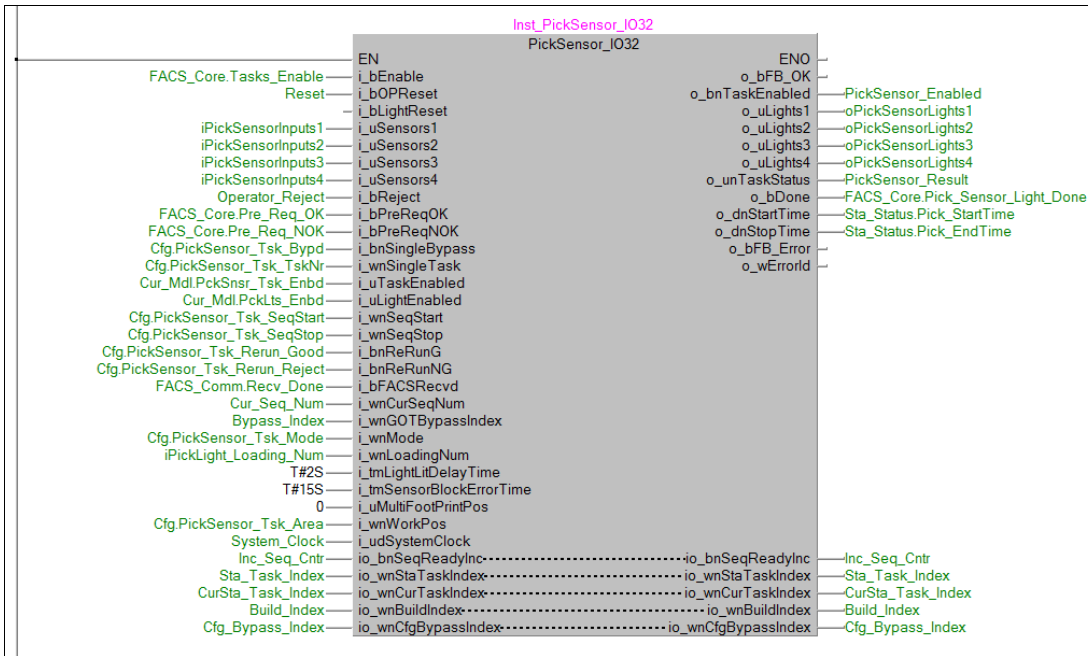 Inst_PickSensor_IO32
PickSensor_IO32
EN ENO
FACS_Core.Tasks_Enable i_bEnable o_bFB_OK
Reset i_bOPReset o_bnTaskEnabled PickSensor_Enabled
i_bLightReset o_uLights1 oPickSensorLights1
iPickSensorInputs1 i_uSensors1 o_uLights2 oPickSensorLights2
iPickSensorInputs2 i_uSensors2 o_uLights3 oPickSensorLights3
iPickSensorInputs3 i_uSensors3 o_uLights4 oPickSensorLights4
iPickSensorInputs4 i_uSensors4 o_unTaskStatus PickSensor_Result
Operator_Reject i_bReject o_bDone FACS_Core.Pick_Sensor_Light_Done
FACS_Core.Pre_Req_OK i_bPreReqOK o_dnStartTime Sta_Status.Pick_StartTime
FACS_Core.Pre_Req_NOK i_bPreReqNOK o_dnStopTime Sta_Status.Pick_EndTime
Cfg.PickSensor_Tsk_Bypd i_bnSingleBypass o_bFB_Error
Cfg.PickSensor_Tsk_TskNr i_wnSingleTask o_wErrorId
Cur_Mdl.PckSnsr_Tsk_Enbd i_uTaskEnabled
Cur_Mdl.PckLts_Enbd i_uLightEnabled
Cfg.PickSensor_Tsk_SeqStart i_wnSeqStart
Cfg.PickSensor_Tsk_SeqStop i_wnSeqStop
Cfg.PickSensor_Tsk_Rerun_Good i_bnReRunG
Cfg.PickSensor_Tsk_Rerun_Reject i_bnReRunNG
FACS_Comm.Recv_Done i_bFACSRecvd
Cur_Seq_Num i_wnCurSeqNum
Bypass_Index i_wnGOTBypassIndex
Cfg.PickSensor_Tsk_Mode i_wnMode
iPickLight_Loading_Num i_wnLoadingNum
T#2S i_tmLightLitDelayTime
T#15S i_tmSensorBlockErrorTime
0 i_uMultiFootPrintPos
Cfg.PickSensor_Tsk_Area i_wnWorkPos
System_Clock i_udSystemClock
Inc_Seq_Cntr io_bnSeqReadyInc io_bnSeqReadyInc Inc_Seq_Cntr
Sta_Task_Index io_wnStaTaskIndex io_wnStaTaskIndex Sta_Task_Index
CurSta_Task_Index io_wnCurTaskIndex io_wnCurTaskIndex CurSta_Task_Index
Build_Index io_wnBuildIndex io_wnBuildIndex Build_Index
Cfg_Bypass_Index io_wnCfgBypassIndex io_wnCfgBypassIndex Cfg_Bypass_Index